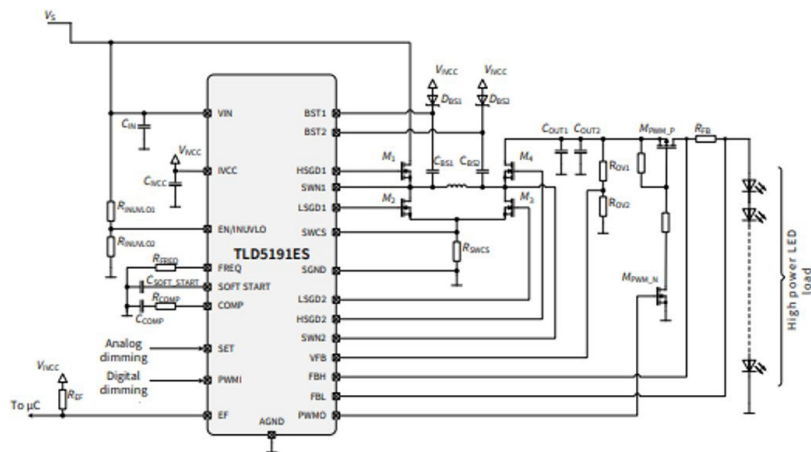 VS
VIVCC VIVCC
DBS1 DBS2
VIN BST1
CIN BST2
VIVCC
COUT1 COUT2 MPWM_P RFB
M1 CBS1 CBS2 M4
IVCC HSGD1
CIVCC SWN1
ROV1
M2 M3
LSGD1
RINUVLO1 ROV2
EN/INUVLO SWCS
RINUVLO2 TLD5191ES RSWCS
RFREQ FREQ SGND
CSOFT_START SOFT START MPWM_N
RCOMP COMP LSGD2
CCOMP HSGD2
High power LED
load
Analog
dimming
SET SWN2
VFB
Digital
dimming
PWMI FBH
VIVCC
FBL
REF
To µC EF PWMO
AGND